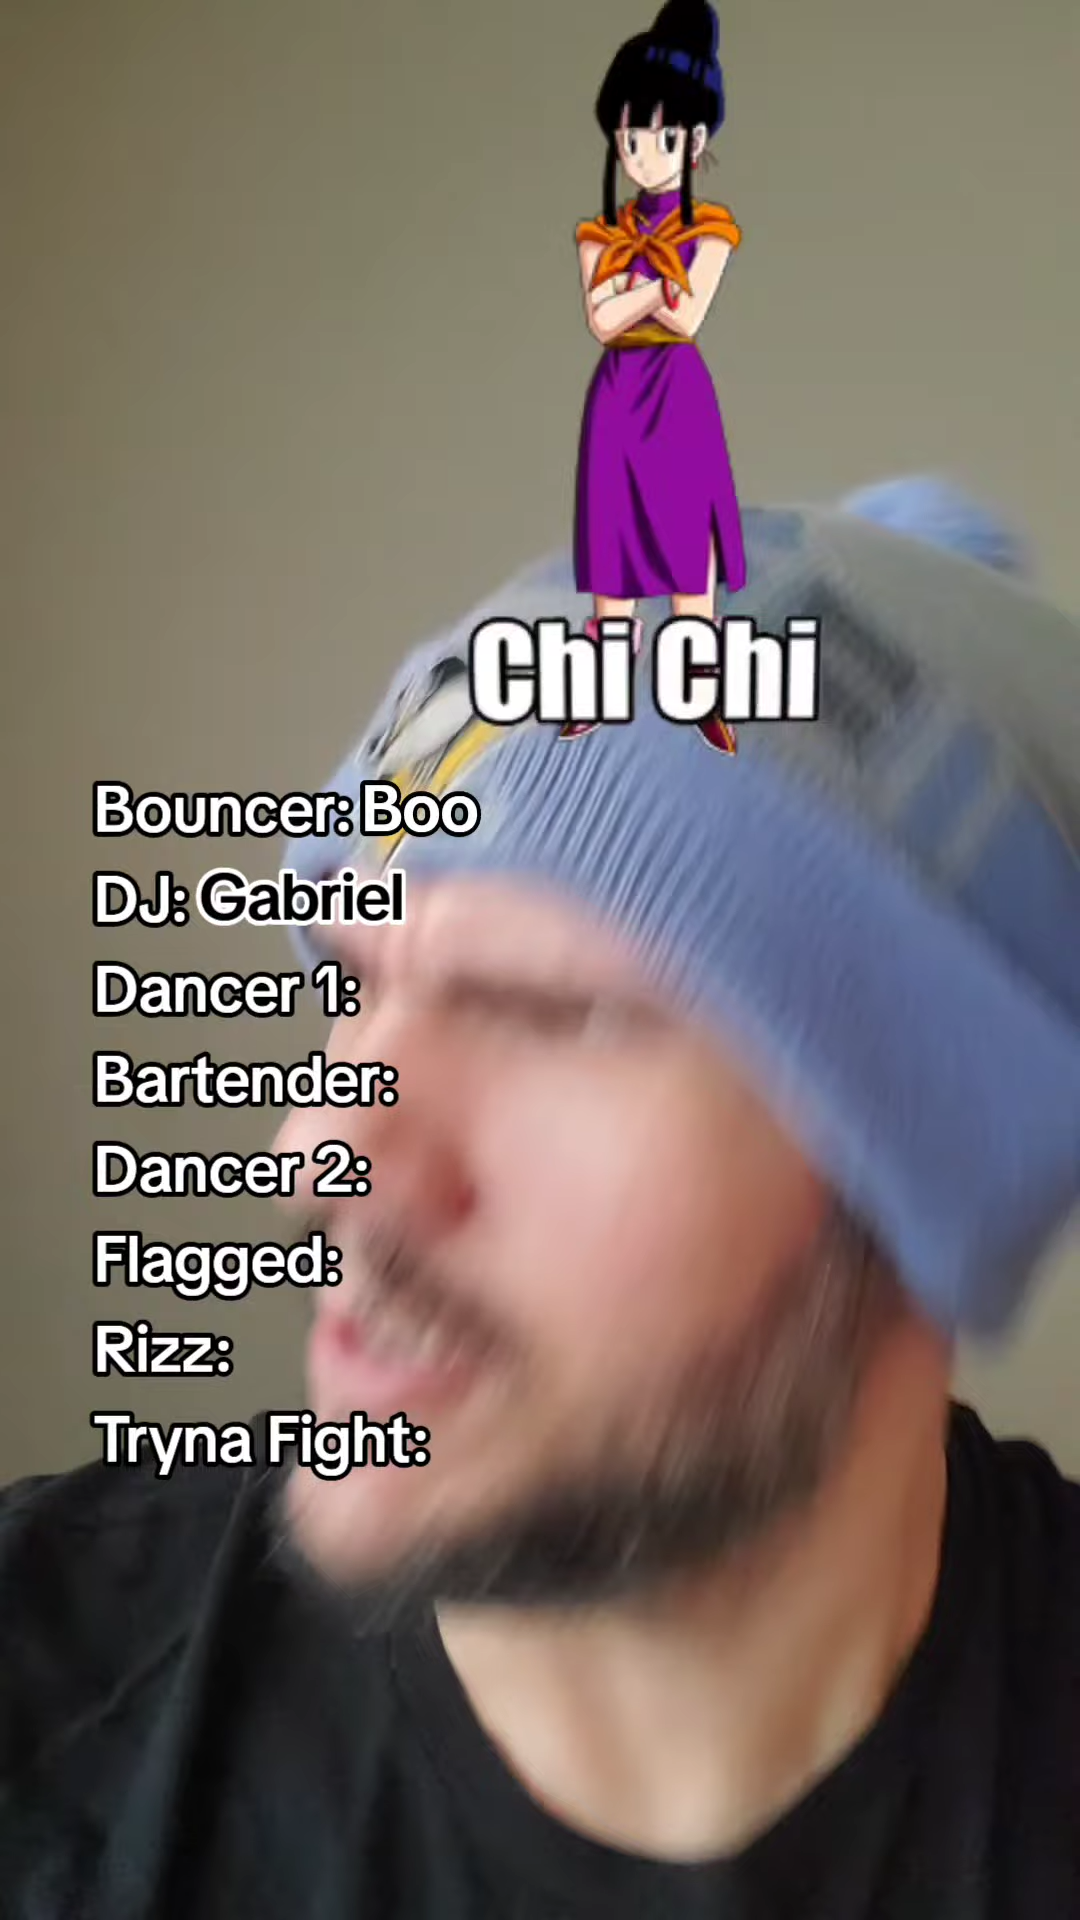 Chi Chi
Bouncer: Boo
DJ: Gabriel
Dancer 1:
Bartender:
Dancer 2:
Flagged:
Rizz:
Tryna Fight: